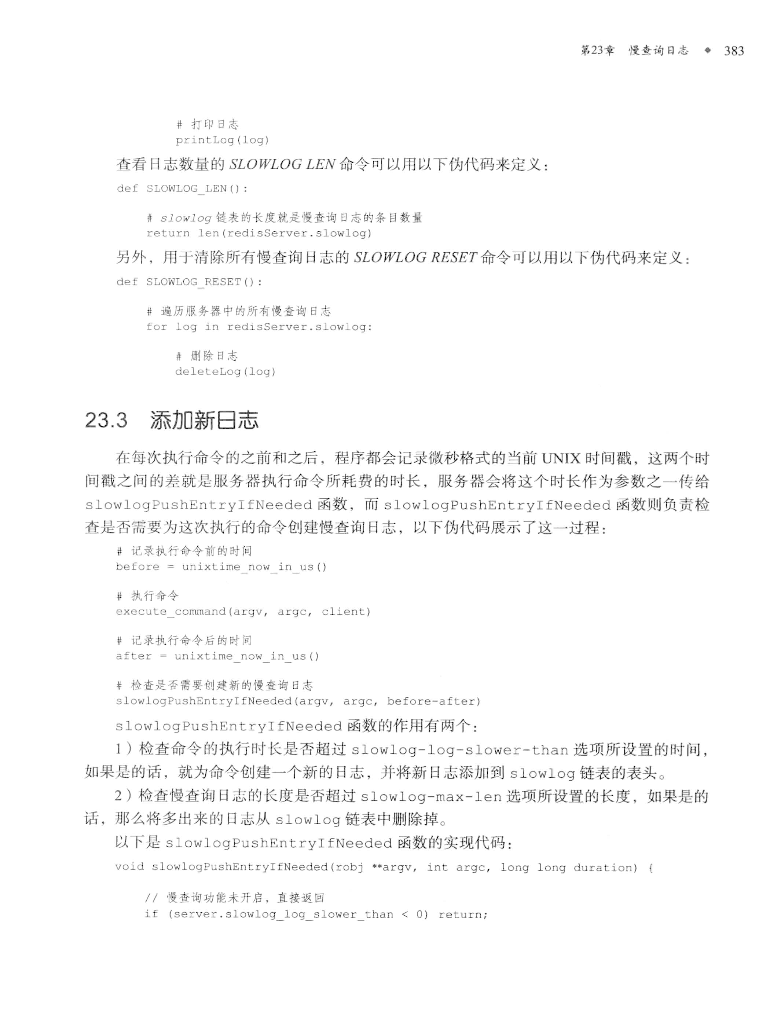 第23章 慢查询日志 ◆ 383
# 打印日志
printLog(log)
查看日志数量的 SLOWLOG LEN 命令可以用以下伪代码来定义：
def SLOWLOG_LEN():
# slowlog 链表的长度就是慢查询日志的条目数量
return len(redisServer.slowlog)
另外，用于清除所有慢查询日志的 SLOWLOG RESET 命令可以用以下伪代码来定义：
def SLOWLOG_RESET():
# 遍历服务器中的所有慢查询日志
for log in redisServer.slowlog:
# 删除日志
deleteLog(log)
23.3 添加新日志
在每次执行命令的之前和之后，程序都会记录微秒格式的当前 UNIX 时间戳，这两个时
间戳之间的差就是服务器执行命令所耗费的时长，服务器会将这个时长作为参数之一传给
slowlogPushEntryIfNeeded 函数，而 slowlogPushEntryIfNeeded 函数则负责检
查是否需要为这次执行的命令创建慢查询日志，以下伪代码展示了这一过程：
# 记录执行命令前的时间
before = unixtime_now_in_us()
# 执行命令
execute_command(argv, argc, client)
# 记录执行命令后的时间
after = unixtime_now_in_us()
# 检查是否需要创建新的慢查询日志
slowlogPushEntryIfNeeded(argv, argc, before-after)
slowlogPushEntryIfNeeded 函数的作用有两个：
1）检查命令的执行时长是否超过 slowlog-log-slower-than 选项所设置的时间，
如果是的话，就为命令创建一个新的日志，并将新日志添加到 slowlog 链表的表头。
2）检查慢查询日志的长度是否超过 slowlog-max-len 选项所设置的长度，如果是的
话，那么将多出来的日志从 slowlog 链表中删除掉。
以下是 slowlogPushEntryIfNeeded 函数的实现代码：
void slowlogPushEntryIfNeeded(robj **argv, int argc, long long duration) {
// 慢查询功能未开启，直接返回
if (server.slowlog_log_slower_than < 0) return;